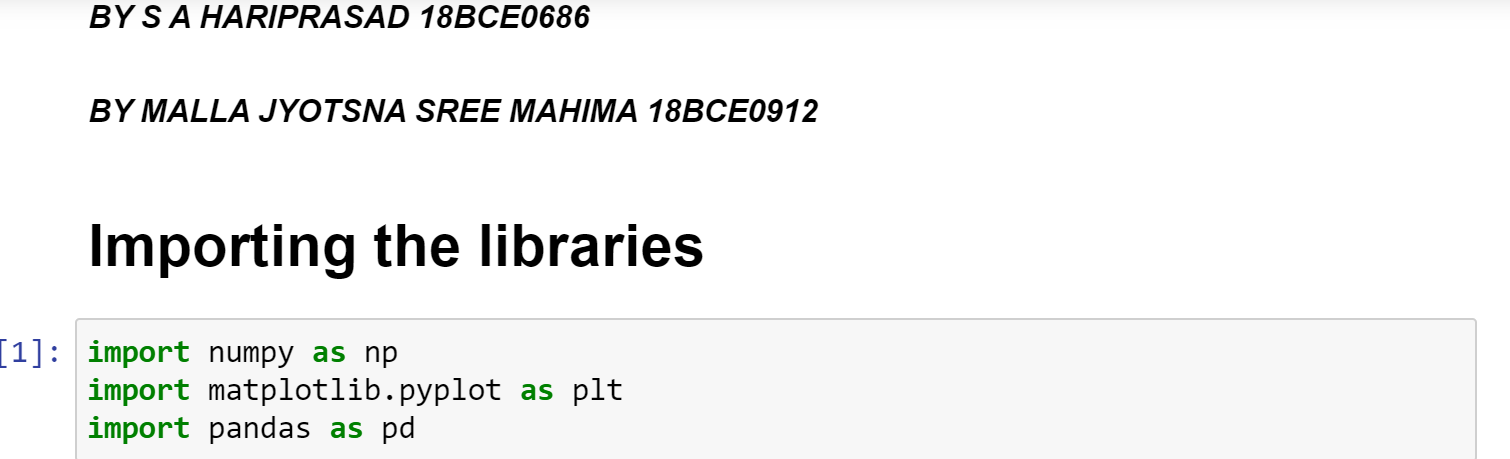 BY S A HARIPRASAD 18BCE0686
BY MALLA JYOTSNA SREE MAHIMA 18BCE0912
Importing the libraries
[1]: import numpy as np
import matplotlib.pyplot as plt
import pandas as pd